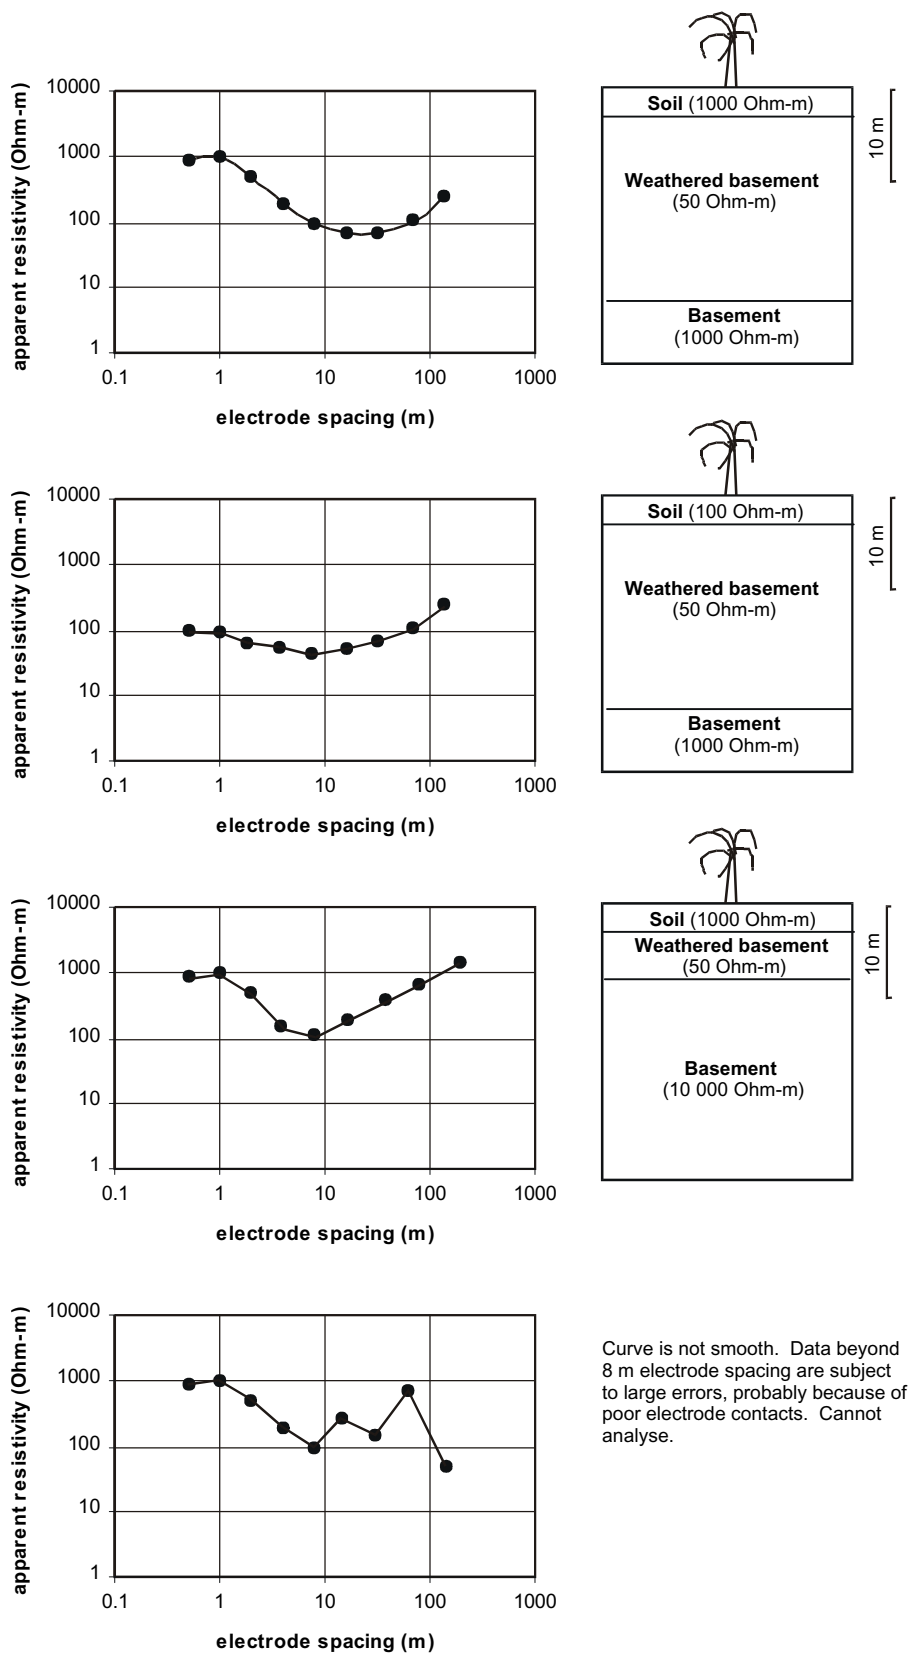 apparent resistivity (Ohm-m)
10000
1000
100
10
1
0.1 1 10 100 1000
electrode spacing (m)
Soil (1000 Ohm-m)
Weathered basement
(50 Ohm-m)
Basement
(1000 Ohm-m)
10 m
apparent resistivity (Ohm-m)
10000
1000
100
10
1
0.1 1 10 100 1000
electrode spacing (m)
Soil (100 Ohm-m)
Weathered basement
(50 Ohm-m)
Basement
(1000 Ohm-m)
10 m
apparent resistivity (Ohm-m)
10000
1000
100
10
1
0.1 1 10 100 1000
electrode spacing (m)
Soil (1000 Ohm-m)
Weathered basement
(50 Ohm-m)
Basement
(10 000 Ohm-m)
10 m
apparent resistivity (Ohm-m)
10000
1000
100
10
1
0.1 1 10 100 1000
electrode spacing (m)
Curve is not smooth. Data beyond
8 m electrode spacing are subject
to large errors, probably because of
poor electrode contacts. Cannot
analyse.